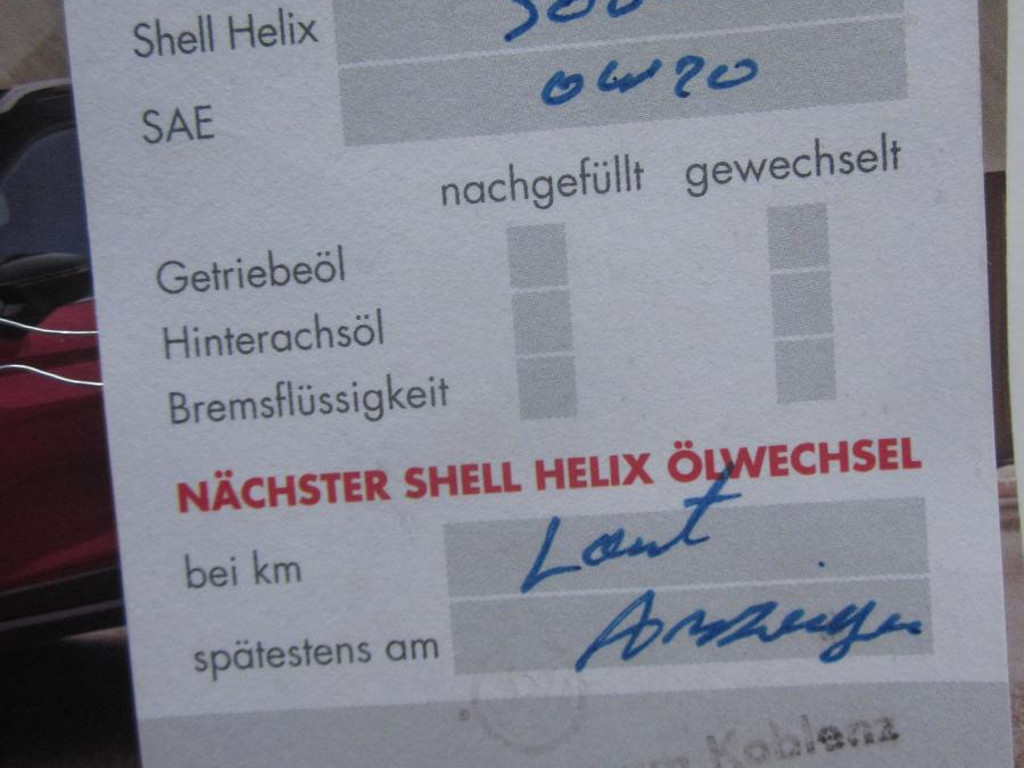 Shell Helix
SAE 0W20
nachgefüllt gewechselt
Getriebeöl
Hinterachsöl
Bremsflüssigkeit
NÄCHSTER SHELL HELIX ÖLWECHSEL
bei km Laut
spätestens am Anzeige
Koblenz